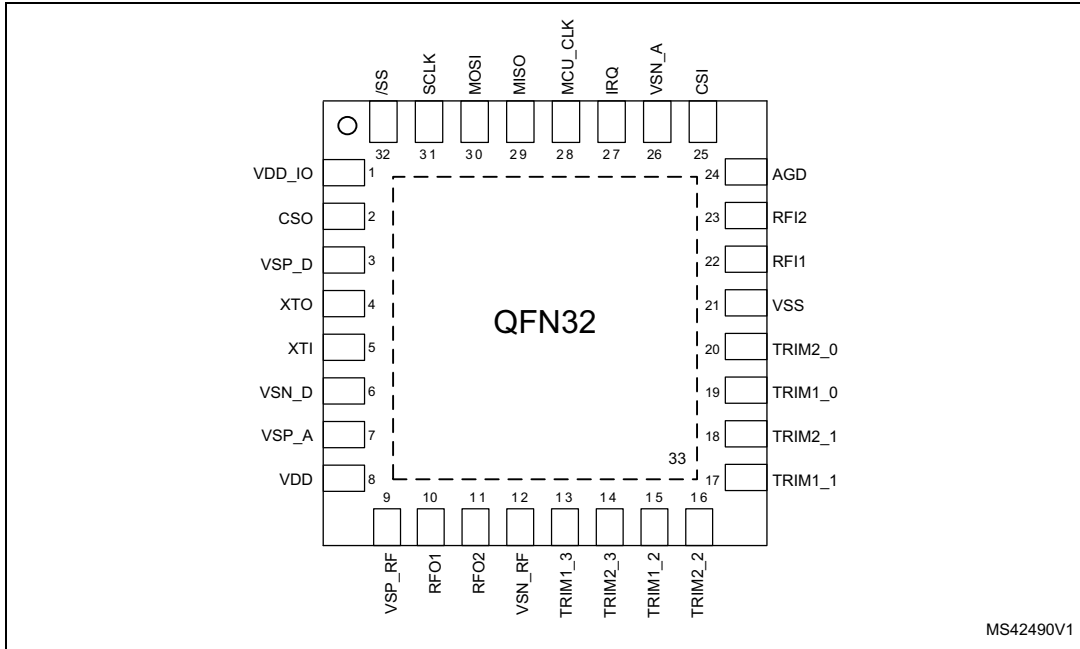 /SS
SCLK
MOSI
MISO
MCU_CLK
IRQ
VSN_A
CSI
32 31 30 29 28 27 26 25
VDD_IO 1
CSO 2
VSP_D 3
XTO 4
XTI 5
VSN_D 6
VSP_A 7
VDD 8
QFN32
24 AGD
23 RFI2
22 RFI1
21 VSS
20 TRIM2_0
19 TRIM1_0
18 TRIM2_1
17 TRIM1_1
33
9 10 11 12 13 14 15 16
VSP_RF
RFO1
RFO2
VSN_RF
TRIM1_3
TRIM2_3
TRIM1_2
TRIM2_2
MS42490V1